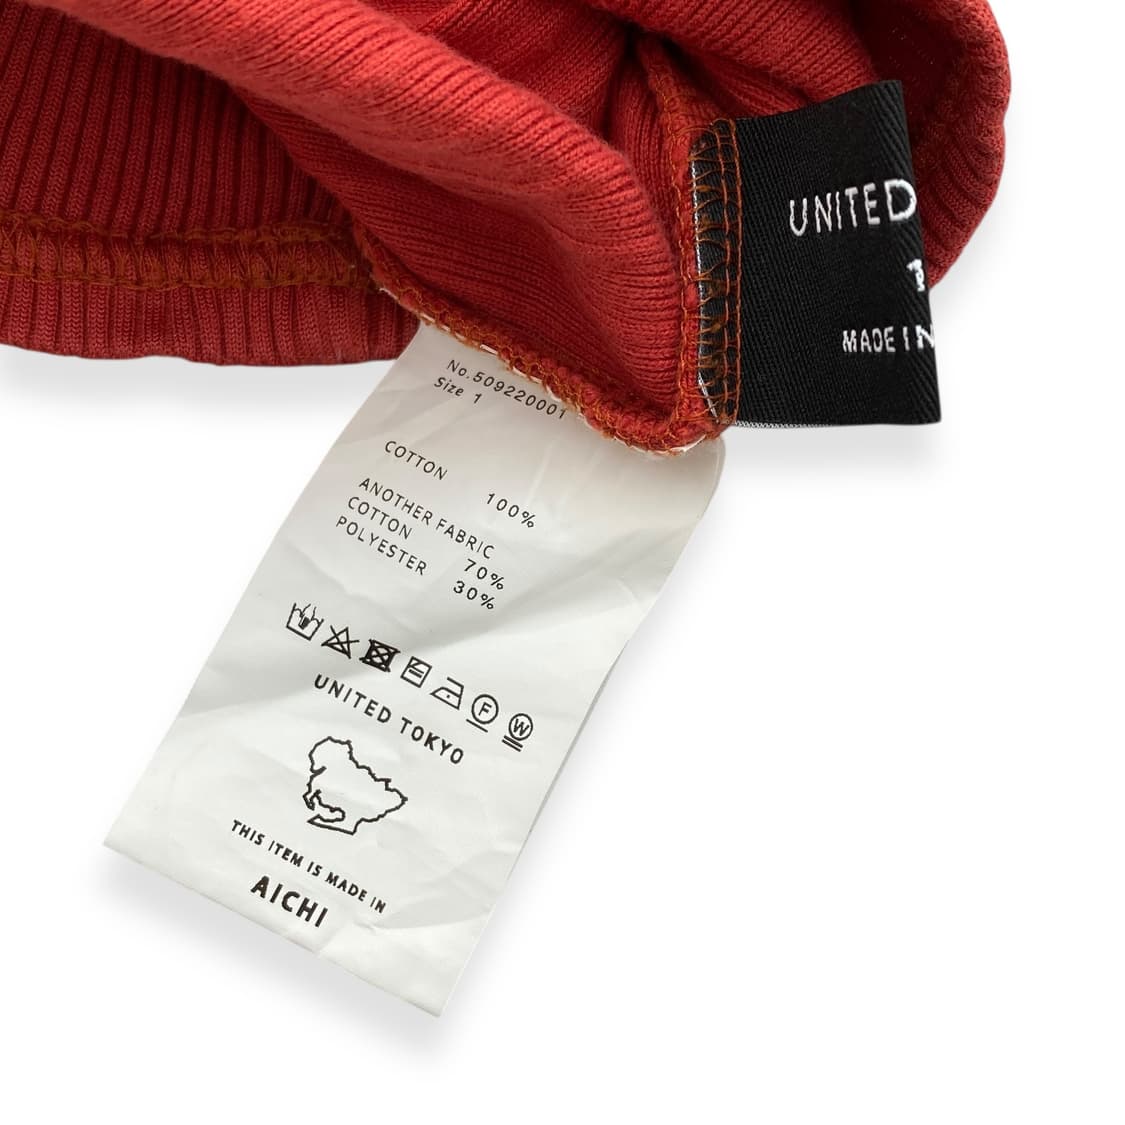 UNITED
MADE IN
No.509220001
Size 1
COTTON 100%
ANOTHER FABRIC
COTTON 70%
POLYESTER 30%
F
W
UNITED TOKYO
THIS ITEM IS MADE IN
AICHI